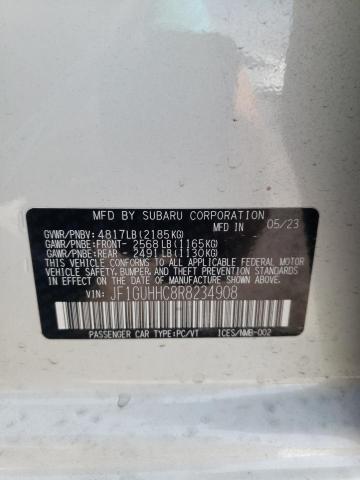 MFD BY SUBARU CORPORATION
IN 05/23
GVWR/PNBV: 4817LB (2185KG)
GAWR/PNBE:FRONT- 2568LB (1165KG)
GAWR/PNBE:REAR - 2491LB (1130KG)
THIS VEHICLE CONFORMS TO ALL APPLICABLE FEDERAL MOTOR
VEHICLE SAFETY, BUMPER, AND THEFT PREVENTION STANDARDS
IN EFFECT ON THE DATE OF MANUFACTURE SHOWN ABOVE.
VIN: JF1GUHHC8R8234908
PASSENGER CAR TYPE:PC/VT ICES/NMB-002